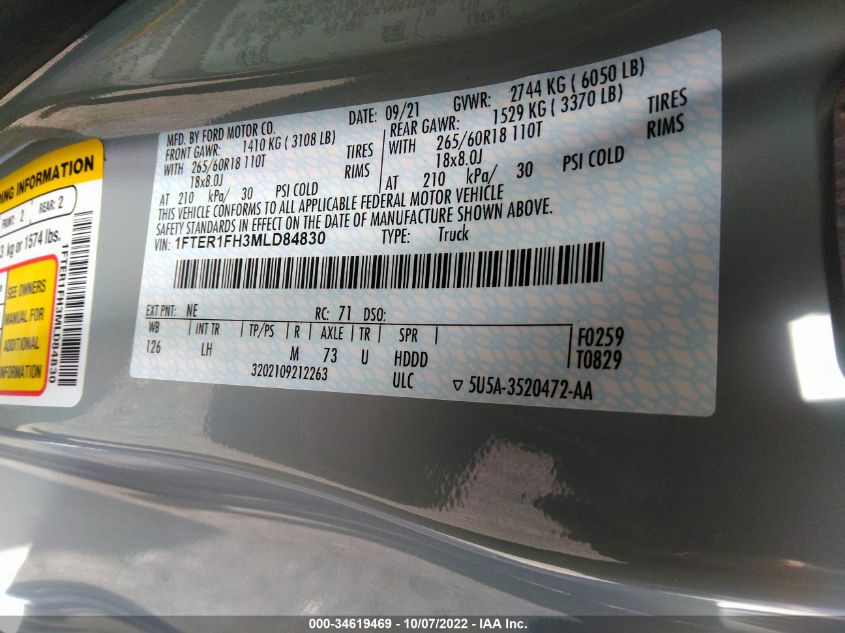 DING INFORMATION
FRONT: 2 REAR: 2
3 kg or 1574 lbs.
SEE OWNERS
MANUAL FOR
ADDITIONAL
INFORMATION
1FTER1FH3MLD84830
MFD. BY FORD MOTOR CO. DATE: 09/21 GVWR: 2744 KG ( 6050 LB)
FRONT GAWR: 1410 KG ( 3108 LB) REAR GAWR: 1529 KG ( 3370 LB)
WITH 265/60R18 110T TIRES WITH 265/60R18 110T TIRES
18x8.0J RIMS 18x8.0J RIMS
AT 210 kPa/ 30 PSI COLD AT 210 kPa/ 30 PSI COLD
THIS VEHICLE CONFORMS TO ALL APPLICABLE FEDERAL MOTOR VEHICLE
SAFETY STANDARDS IN EFFECT ON THE DATE OF MANUFACTURE SHOWN ABOVE.
VIN: 1FTER1FH3MLD84830 TYPE: Truck
EXT PNT: NE RC: 71 DSO:
WB INT TR TP/PS R AXLE TR SPR F0259
126 LH M 73 U HDDD T0829
3202109212263 ULC ▽ 5U5A-3520472-AA
000-34619469 - 10/07/2022 - IAA Inc.